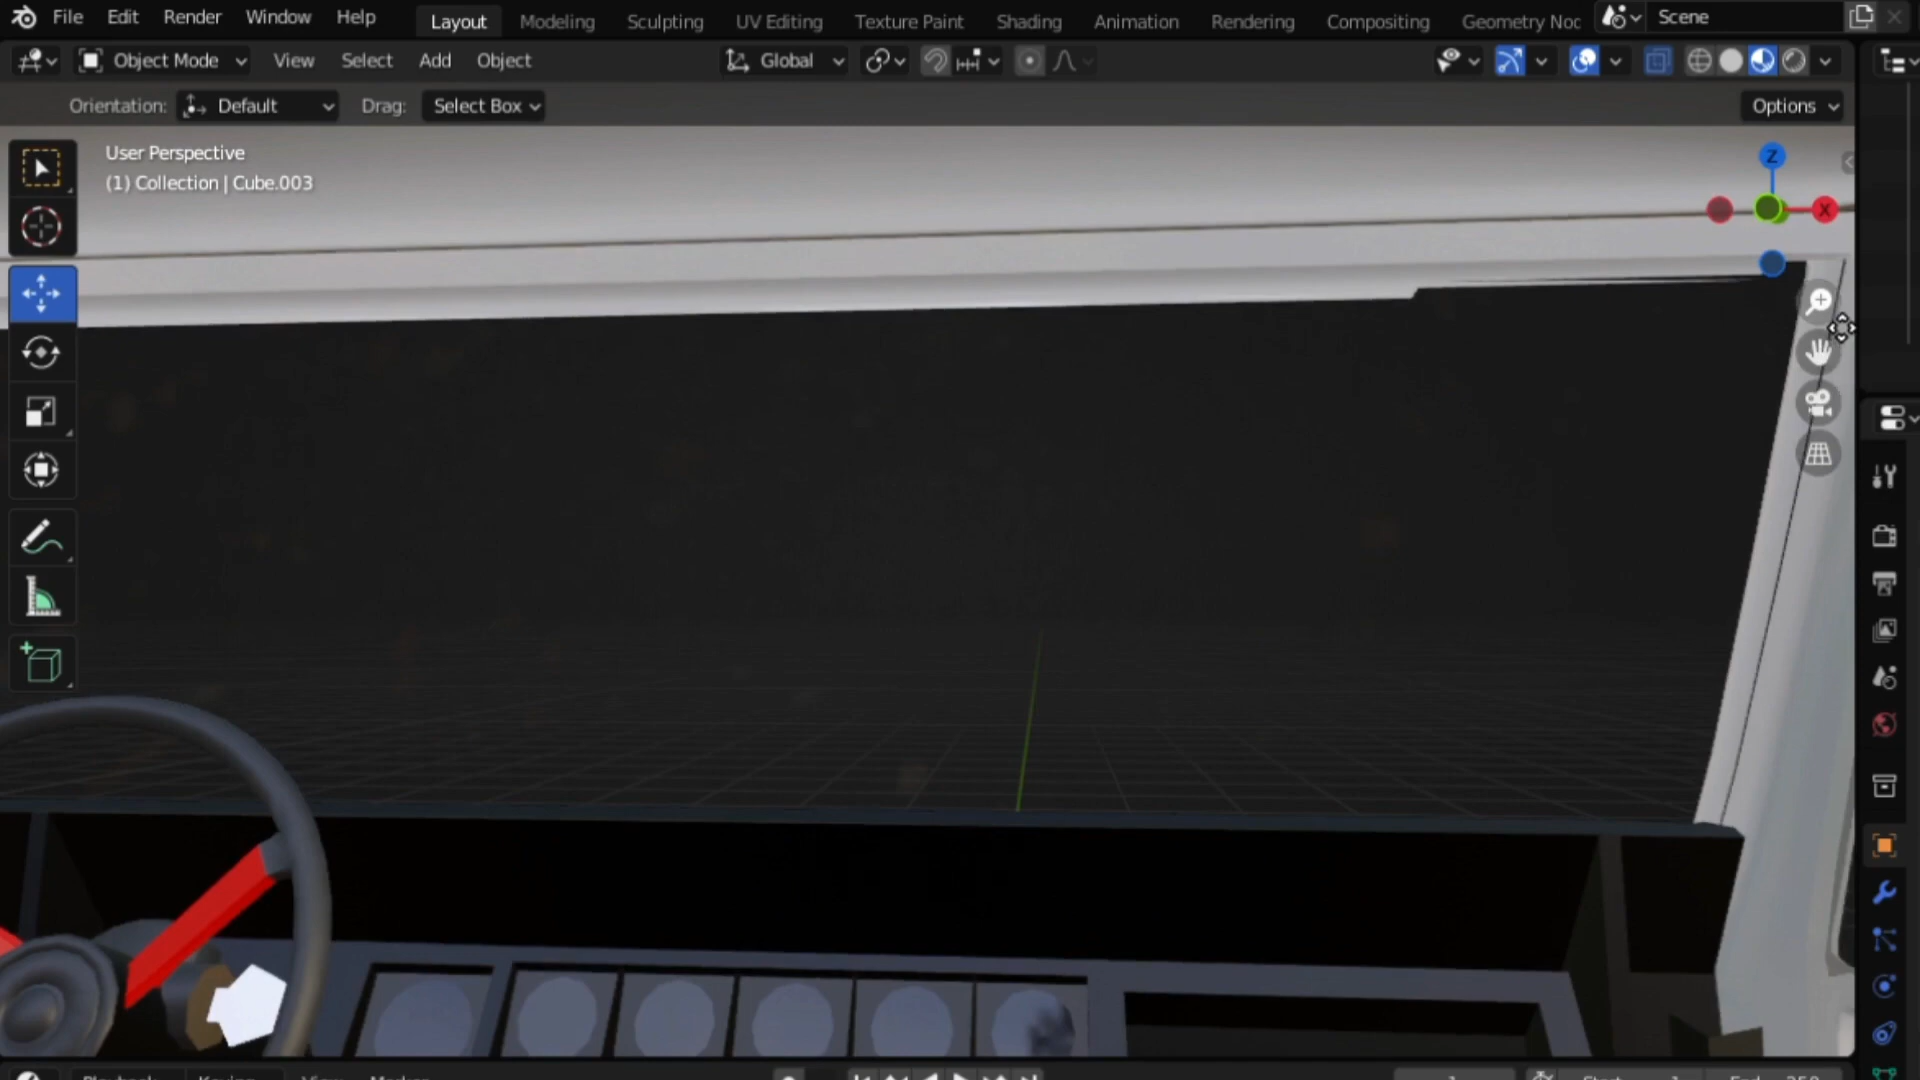 File Edit Render Window Help Layout Modeling Sculpting UV Editing Texture Paint Shading Animation Rendering Compositing Geometry Noc Scene
Object Mode View Select Add Object Global
Orientation: Default Drag: Select Box Options
User Perspective
(1) Collection | Cube.003
Z
X